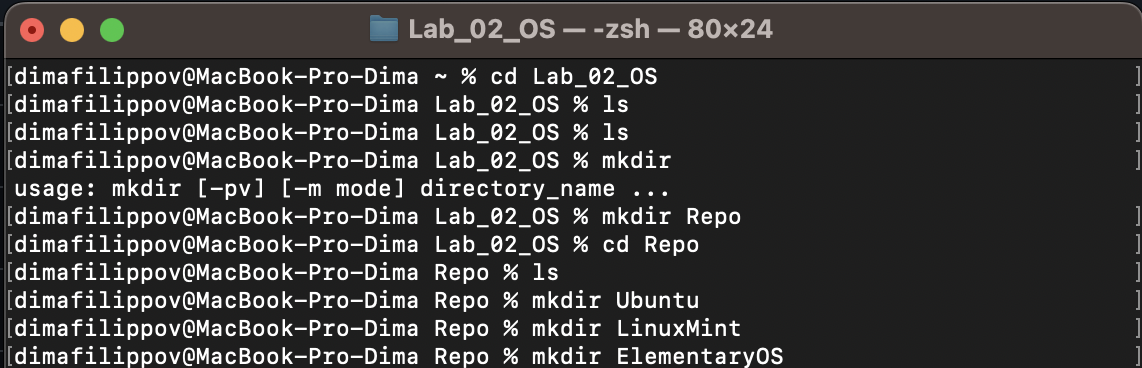 Lab_02_OS — -zsh — 80×24
[dimafilippov@MacBook-Pro-Dima ~ % cd Lab_02_OS ]
[dimafilippov@MacBook-Pro-Dima Lab_02_OS % ls ]
[dimafilippov@MacBook-Pro-Dima Lab_02_OS % ls ]
[dimafilippov@MacBook-Pro-Dima Lab_02_OS % mkdir ]
usage: mkdir [-pv] [-m mode] directory_name ...
[dimafilippov@MacBook-Pro-Dima Lab_02_OS % mkdir Repo ]
[dimafilippov@MacBook-Pro-Dima Lab_02_OS % cd Repo ]
[dimafilippov@MacBook-Pro-Dima Repo % ls ]
[dimafilippov@MacBook-Pro-Dima Repo % mkdir Ubuntu ]
[dimafilippov@MacBook-Pro-Dima Repo % mkdir LinuxMint ]
[dimafilippov@MacBook-Pro-Dima Repo % mkdir ElementaryOS ]